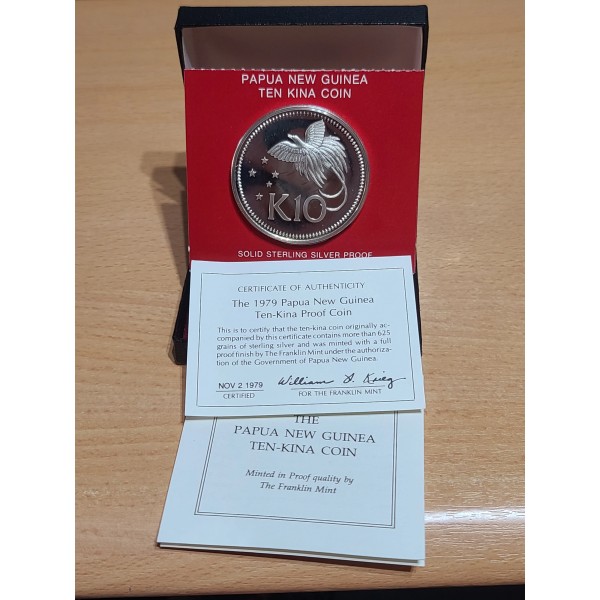 PAPUA NEW GUINEA
TEN KINA COIN
K10
SOLID STERLING SILVER PROOF
CERTIFICATE OF AUTHENTICITY
The 1979 Papua New Guinea
Ten-Kina Proof Coin
This is to certify that the ten-kina coin originally ac-
companied by this certificate contains more than 625
grains of sterling silver and was minted with a full
proof finish by The Franklin Mint under the authoriza-
tion of the Government of Papua New Guinea.
NOV 2 1979 William A. Krieg
CERTIFIED FOR THE FRANKLIN MINT
THE
PAPUA NEW GUINEA
TEN-KINA COIN
Minted in Proof quality by
The Franklin Mint